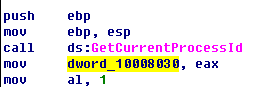 push    ebp
mov     ebp, esp
call    ds:GetCurrentProcessId
mov     dword_10008030, eax
mov     al, 1